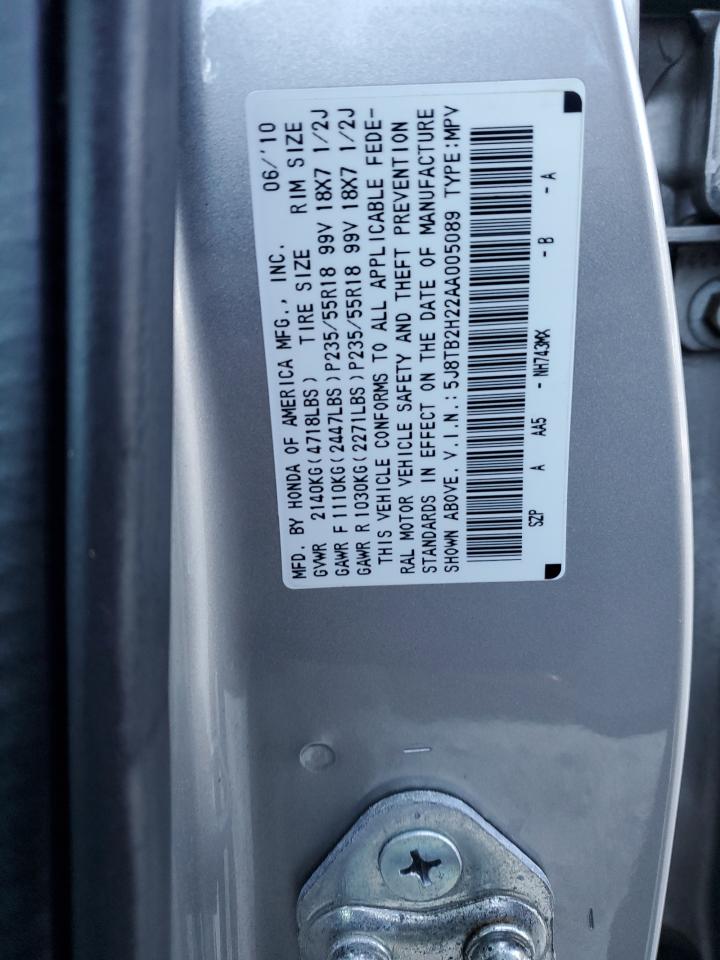 MFD. BY HONDA OF AMERICA MFG., INC. 06/'10
GVWR 2140KG(4718LBS) TIRE SIZE RIM SIZE
GAWR F 1110KG(2447LBS)P235/55R18 99V 18X7 1/2J
GAWR R 1030KG(2271LBS)P235/55R18 99V 18X7 1/2J
THIS VEHICLE CONFORMS TO ALL APPLICABLE FEDE-
RAL MOTOR VEHICLE SAFETY AND THEFT PREVENTION
STANDARDS IN EFFECT ON THE DATE OF MANUFACTURE
SHOWN ABOVE. V.I.N.:5J8TB2H22AA005089 TYPE:MPV
SZP A AA5 - NH743MX - B - A